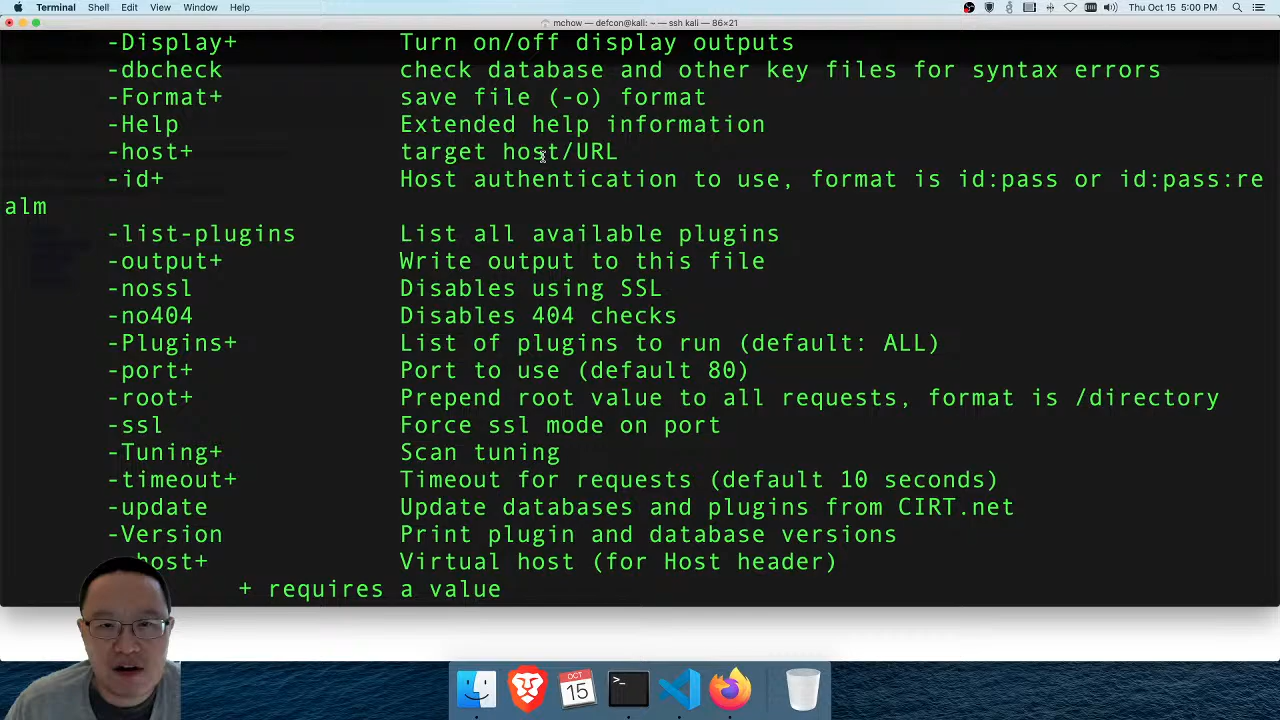 Terminal Shell Edit View Window Help Thu Oct 15 5:00 PM
mchow — defcon@kali: ~ — ssh kali — 86×21
-Display+ Turn on/off display outputs
-dbcheck check database and other key files for syntax errors
-Format+ save file (-o) format
-Help Extended help information
-host+ target host/URL
-id+ Host authentication to use, format is id:pass or id:pass:re
alm
-list-plugins List all available plugins
-output+ Write output to this file
-nossl Disables using SSL
-no404 Disables 404 checks
-Plugins+ List of plugins to run (default: ALL)
-port+ Port to use (default 80)
-root+ Prepend root value to all requests, format is /directory
-ssl Force ssl mode on port
-Tuning+ Scan tuning
-timeout+ Timeout for requests (default 10 seconds)
-update Update databases and plugins from CIRT.net
-Version Print plugin and database versions
host+ Virtual host (for Host header)
+ requires a value
OCT
15
>_